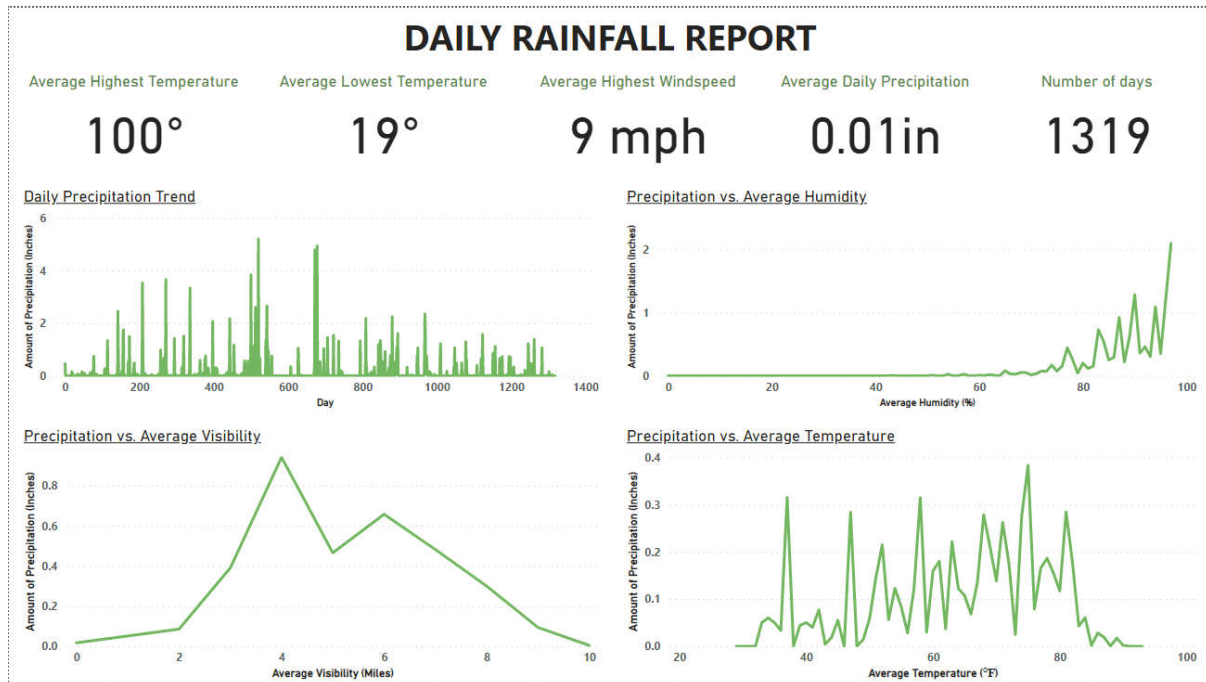 DAILY RAINFALL REPORT
Average Highest Temperature
Average Lowest Temperature
Average Highest Windspeed
Average Daily Precipitation
Number of days
100°
19°
9 mph
0.01in
1319
Daily Precipitation Trend
Amount of Precipitation (Inches)
6
4
2
0
0 200 400 600 800 1000 1200 1400
Day
Precipitation vs. Average Humidity
Amount of Precipitation (Inches)
2
1
0
0 20 40 60 80 100
Average Humidity (%)
Precipitation vs. Average Visibility
Amount of Precipitation (Inches)
0.8
0.6
0.4
0.2
0.0
0 2 4 6 8 10
Average Visibility (Miles)
Precipitation vs. Average Temperature
Amount of Precipitation (Inches)
0.4
0.3
0.2
0.1
0.0
20 40 60 80 100
Average Temperature (°F)